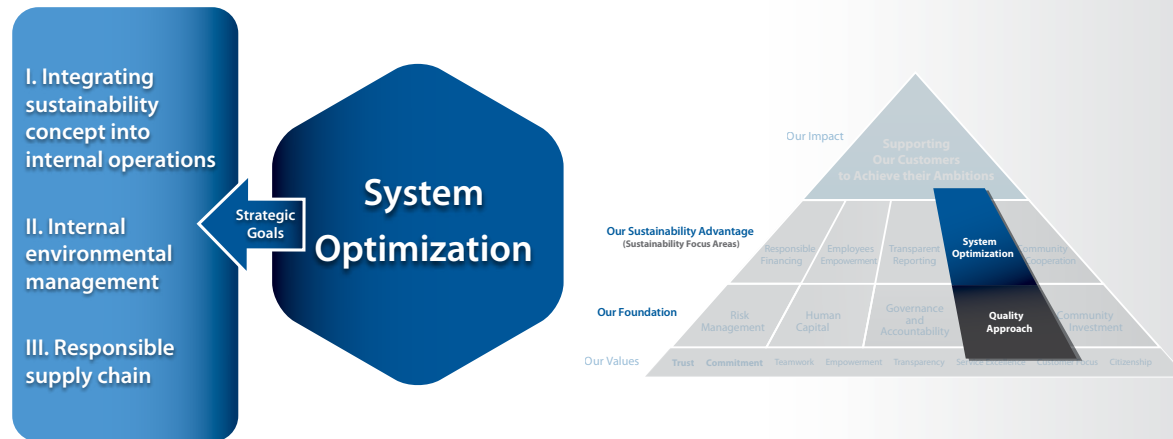 I. Integrating
sustainability
concept into
internal operations
II. Internal
environmental
management
III. Responsible
supply chain
Strategic
Goals
System
Optimization
Our Impact
Supporting
Our Customers
to Achieve their Ambitions
Our Sustainability Advantage
(Sustainability Focus Areas)
Responsible
Financing
Employees
Empowerment
Transparent
Reporting
System
Optimization
Community
Cooperation
Our Foundation
Risk
Management
Human
Capital
Governance
and
Accountability
Quality
Approach
Community
Investment
Our Values
Trust Commitment Teamwork Empowerment Transparency Service Excellence Customer Focus Citizenship